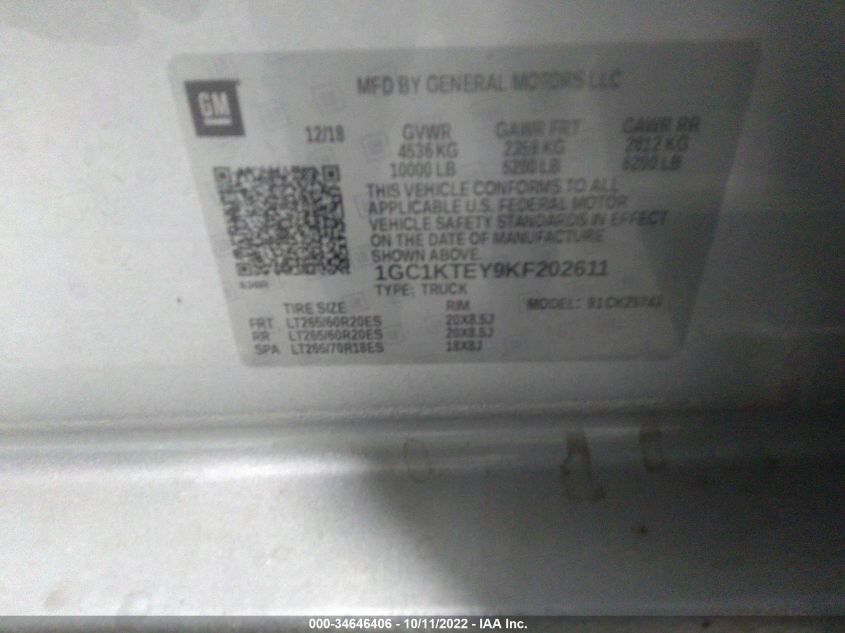 GM
MFD BY GENERAL MOTORS LLC
12/18 GVWR GAWR FRT GAWR RR
4536 KG 2359 KG 2812 KG
10000 LB 5200 LB 6200 LB
THIS VEHICLE CONFORMS TO ALL
APPLICABLE U.S. FEDERAL MOTOR
VEHICLE SAFETY STANDARDS IN EFFECT
ON THE DATE OF MANUFACTURE
SHOWN ABOVE.
1GC1KTEY9KF202611
TYPE: TRUCK
TIRE SIZE RIM MODEL:
FRT LT265/60R20ES 20X8.5J
RR LT265/60R20ES 20X8.5J
SPA LT265/70R18ES 18X8J
000-34646406 - 10/11/2022 - IAA Inc.